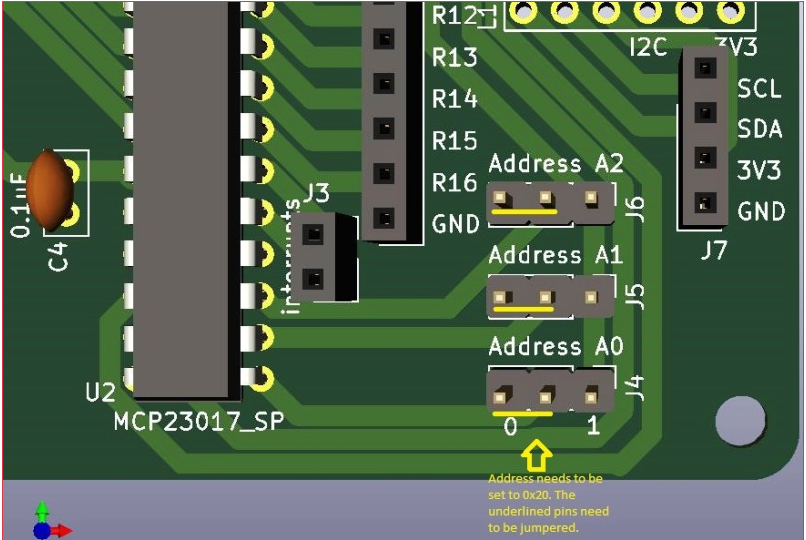 R12
L1
R13
R14
R15
R16
GND
I2C
3V3
SCL
SDA
3V3
GND
J7
0.1uF
C4
J3
interrupts
Address A2
J6
Address A1
J5
Address A0
J4
0 1
U2
MCP23017_SP
Address needs to be
set to 0x20. The
underlined pins need
to be jumpered.